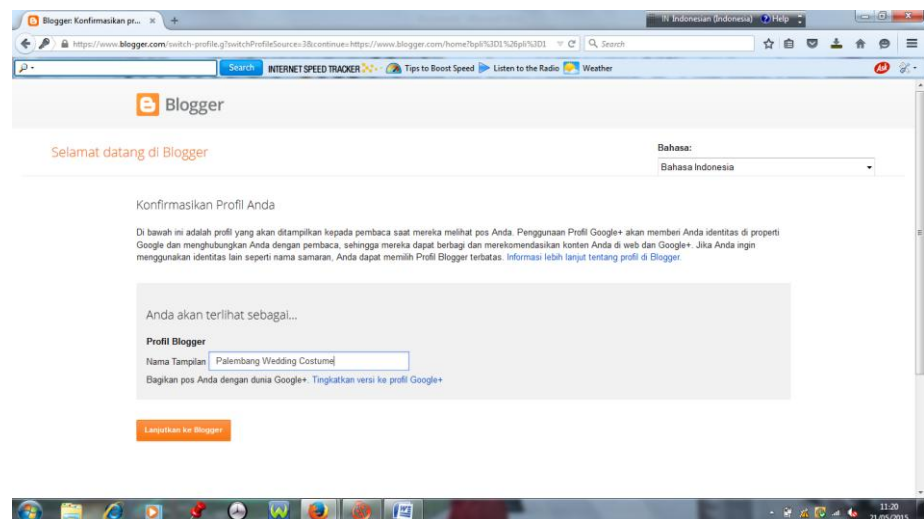 Blogger: Konfirmasikan pr...
IN Indonesian (Indonesia) Help
https://www.blogger.com/switch-profile.g?switchProfileSource=3&continue=https://www.blogger.com/home?bpli%3D1%26pli%3D1
Search
Search INTERNET SPEED TRACKER Tips to Boost Speed Listen to the Radio Weather
Blogger
Selamat datang di Blogger
Bahasa:
Bahasa Indonesia
Konfirmasikan Profil Anda
Di bawah ini adalah profil yang akan ditampilkan kepada pembaca saat mereka melihat pos Anda. Penggunaan Profil Google+ akan memberi Anda identitas di properti
Google dan menghubungkan Anda dengan pembaca, sehingga mereka dapat berbagi dan merekomendasikan konten Anda di web dan Google+. Jika Anda ingin
menggunakan identitas lain seperti nama samaran, Anda dapat memilih Profil Blogger terbatas. Informasi lebih lanjut tentang profil di Blogger.
Anda akan terlihat sebagai...
Profil Blogger
Nama Tampilan Palembang Wedding Costume
Bagikan pos Anda dengan dunia Google+. Tingkatkan versi ke profil Google+
Lanjutkan ke Blogger
11:20
21/05/2015